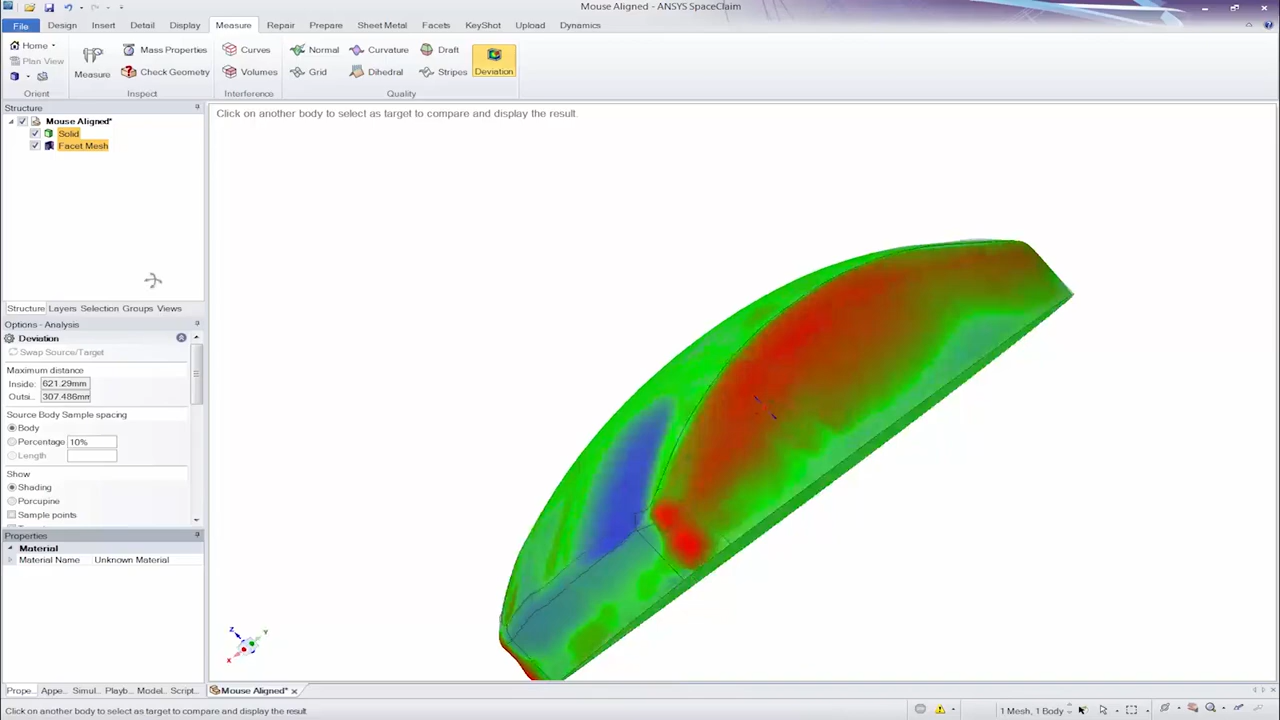 Mouse Aligned - ANSYS SpaceClaim
File Design Insert Detail Display Measure Repair Prepare Sheet Metal Facets KeyShot Upload Dynamics
Home Mass Properties Curves Normal Curvature Draft
Plan View Measure Check Geometry Volumes Grid Dihedral Stripes Deviation
Orient Inspect Interference Quality
Structure
Click on another body to select as target to compare and display the result.
Mouse Aligned*
Solid
Facet Mesh
Structure Layers Selection Groups Views
Options - Analysis
Deviation
Swap Source/Target
Maximum distance
Inside: 621.29mm
Outsi... 307.486mm
Source Body Sample spacing
Body
Percentage 10%
Length
Show
Shading
Porcupine
Sample points
Properties
Material
Material Name Unknown Material
Z
Y
X
Prope... Appe... Simul... Playb... Model... Script... Mouse Aligned*
Click on another body to select as target to compare and display the result 1 Mesh, 1 Body